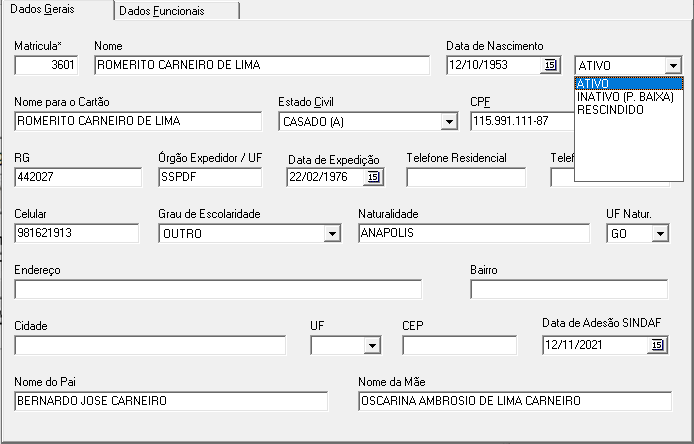 Dados Gerais Dados Funcionais
Matricula* Nome Data de Nascimento
3601 ROMERITO CARNEIRO DE LIMA 12/10/1953 15 ATIVO
ATIVO
INATIVO (P. BAIXA)
RESCINDIDO
Nome para o Cartão Estado Civil CPF
ROMERITO CARNEIRO DE LIMA CASADO (A) 115.991.111-87
RG Órgão Expedidor / UF Data de Expedição Telefone Residencial
442027 SSPDF 22/02/1976 15
Celular Grau de Escolaridade Naturalidade UF Natur.
981621913 OUTRO ANAPOLIS GO
Endereço Bairro
Cidade UF CEP Data de Adesão SINDAF
12/11/2021 15
Nome do Pai Nome da Mãe
BERNARDO JOSE CARNEIRO OSCARINA AMBROSIO DE LIMA CARNEIRO